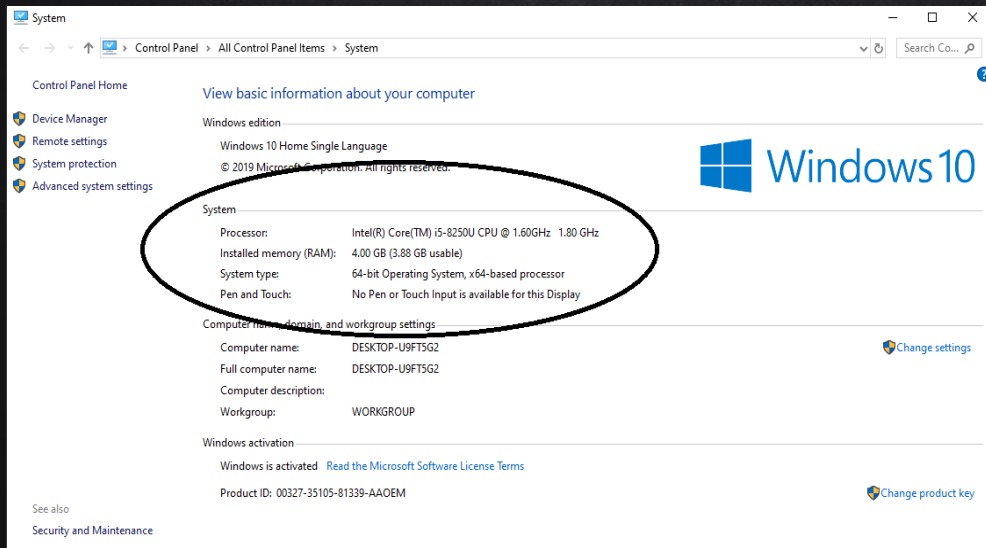 System
Control Panel > All Control Panel Items > System
Search Co...
Control Panel Home
Device Manager
Remote settings
System protection
Advanced system settings
View basic information about your computer
Windows edition
Windows 10 Home Single Language
© 2019 Microsoft Corporation. All rights reserved.
Windows 10
System
Processor: Intel(R) Core(TM) i5-8250U CPU @ 1.60GHz 1.80 GHz
Installed memory (RAM): 4.00 GB (3.88 GB usable)
System type: 64-bit Operating System, x64-based processor
Pen and Touch: No Pen or Touch Input is available for this Display
Computer name, domain, and workgroup settings
Computer name: DESKTOP-U9FT5G2
Change settings
Full computer name: DESKTOP-U9FT5G2
Computer description:
Workgroup: WORKGROUP
Windows activation
Windows is activated Read the Microsoft Software License Terms
Product ID: 00327-35105-81339-AAOEM
Change product key
See also
Security and Maintenance